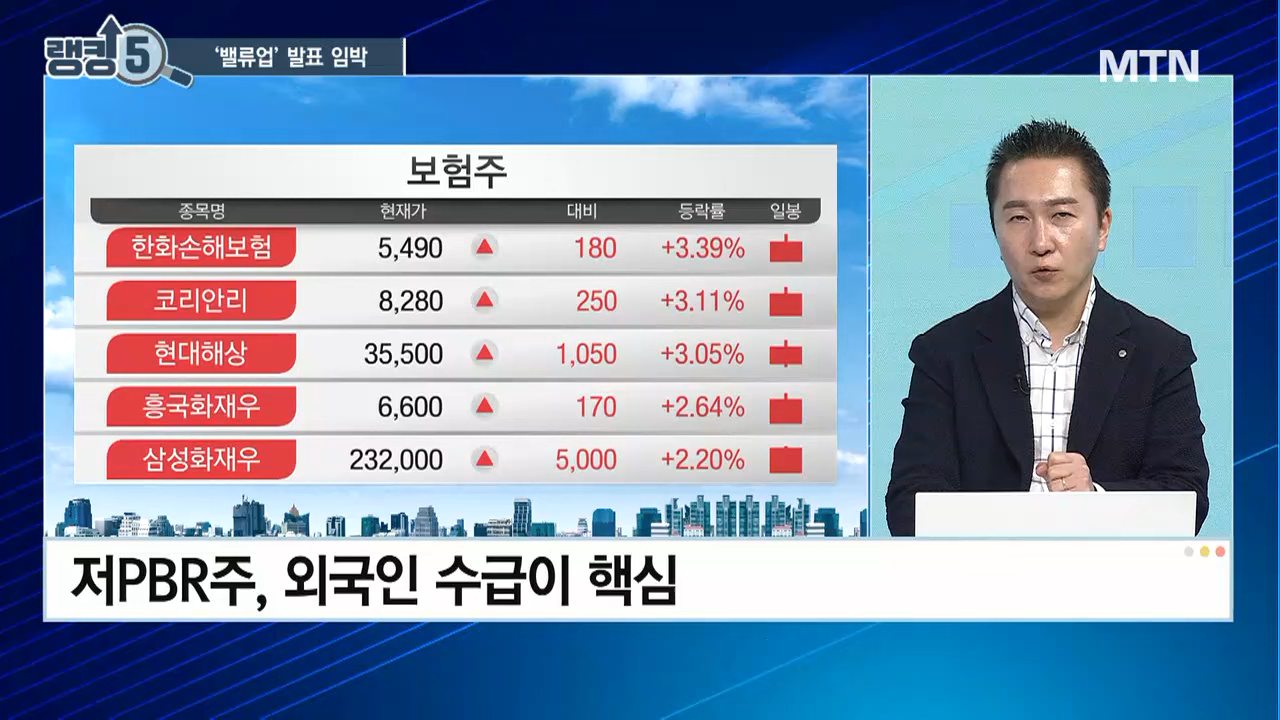 랭킹5
‘밸류업’ 발표 임박
MTN
보험주
종목명 현재가 대비 등락률 일봉
한화손해보험 5,490 ▲ 180 +3.39%
코리안리 8,280 ▲ 250 +3.11%
현대해상 35,500 ▲ 1,050 +3.05%
흥국화재우 6,600 ▲ 170 +2.64%
삼성화재우 232,000 ▲ 5,000 +2.20%
저PBR주, 외국인 수급이 핵심